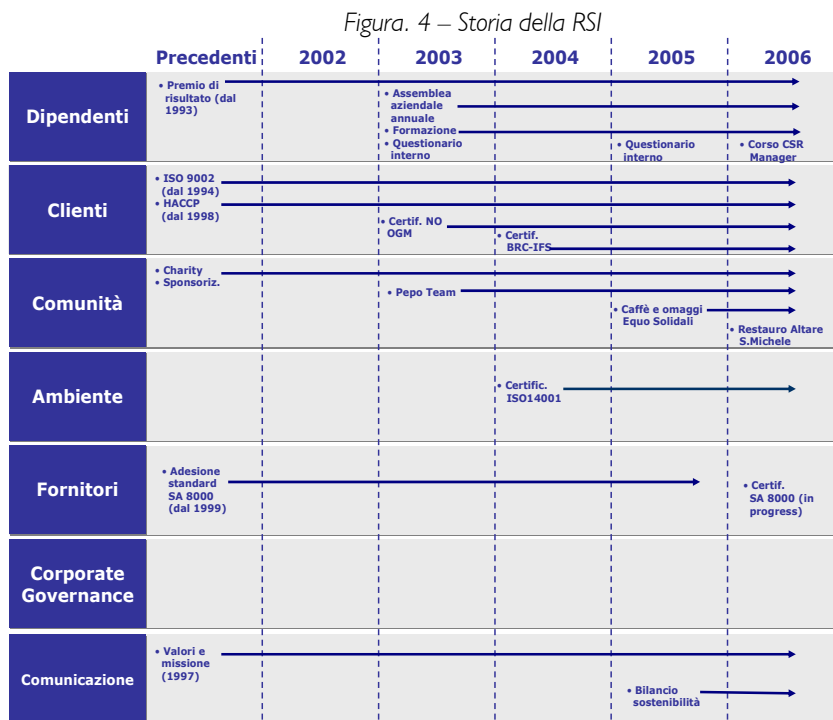 Figura. 4 – Storia della RSI
Precedenti 2002 2003 2004 2005 2006
Dipendenti
• Premio di
risultato (dal
1993)
• Assemblea
aziendale
annuale
• Formazione
• Questionario
interno
• Questionario
interno
• Corso CSR
Manager
Clienti
• ISO 9002
(dal 1994)
• HACCP
(dal 1998)
• Certif. NO
OGM
• Certif.
BRC-IFS
Comunità
• Charity
• Sponsoriz.
• Pepo Team
• Caffè e omaggi
Equo Solidali
• Restauro Altare
S.Michele
Ambiente
• Certific.
ISO14001
Fornitori
• Adesione
standard
SA 8000
(dal 1999)
• Certif.
SA 8000 (in
progress)
Corporate
Governance
Comunicazione
• Valori e
missione
(1997)
• Bilancio
sostenibilità